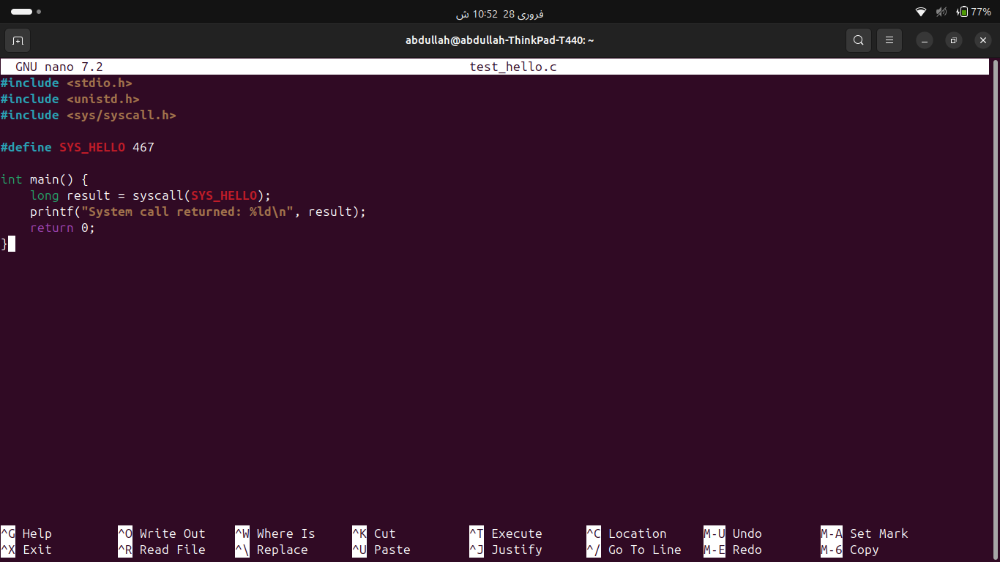 فروری 28  10:52 ش
77%
abdullah@abdullah-ThinkPad-T440: ~
GNU nano 7.2 test_hello.c
#include <stdio.h>
#include <unistd.h>
#include <sys/syscall.h>
#define SYS_HELLO 467
int main() {
    long result = syscall(SYS_HELLO);
    printf("System call returned: %ld\n", result);
    return 0;
}
^G Help ^O Write Out ^W Where Is ^K Cut ^T Execute ^C Location M-U Undo M-A Set Mark
^X Exit ^R Read File ^\ Replace ^U Paste ^J Justify ^/ Go To Line M-E Redo M-6 Copy